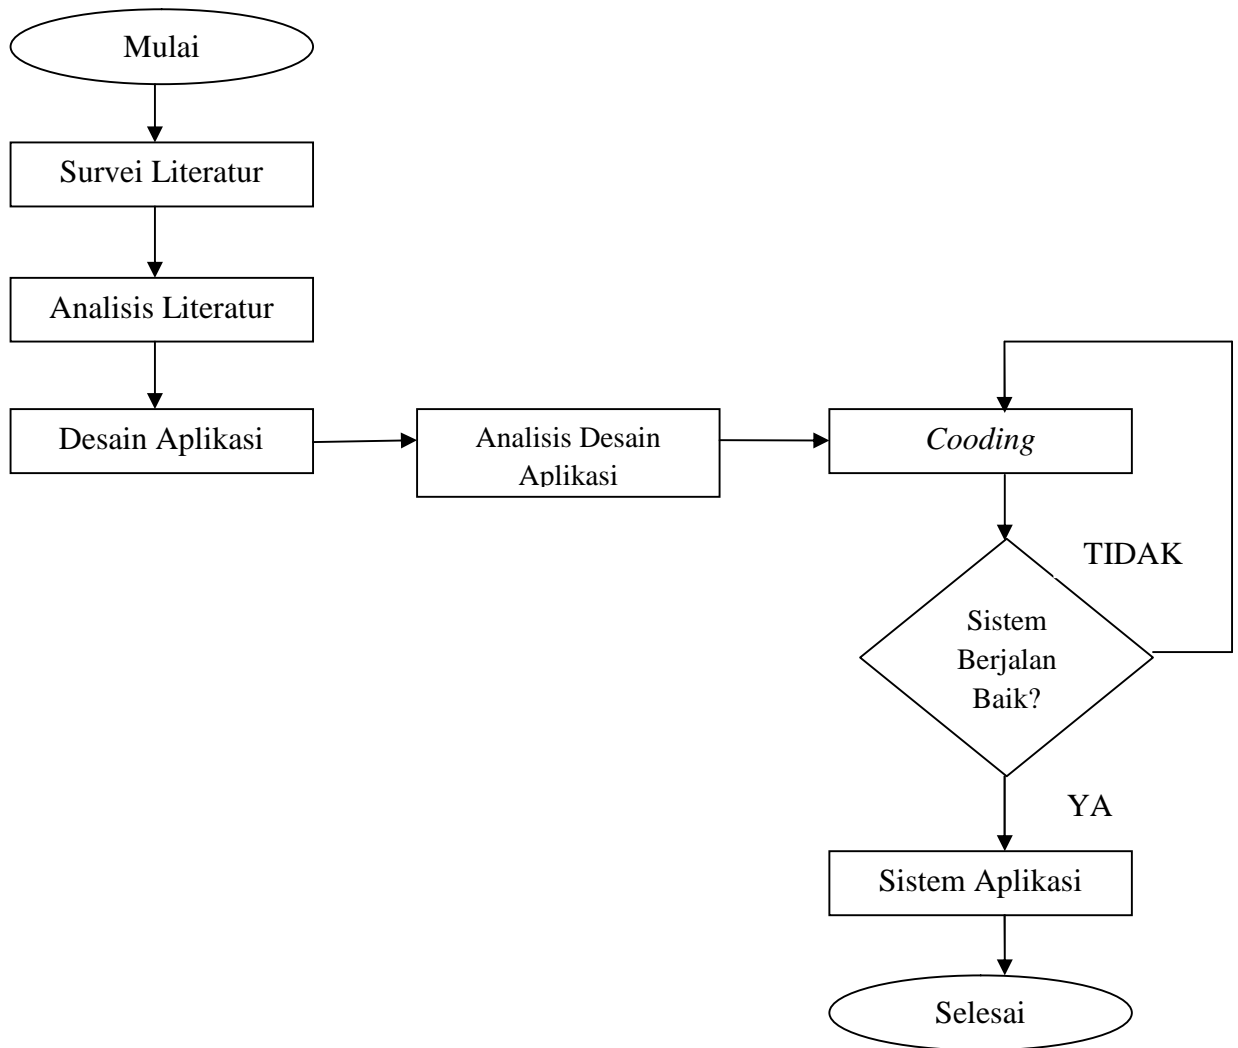 Mulai
Survei Literatur
Analisis Literatur
Desain Aplikasi
Analisis Desain
Aplikasi
Cooding
TIDAK
Sistem
Berjalan
Baik?
YA
Sistem Aplikasi
Selesai